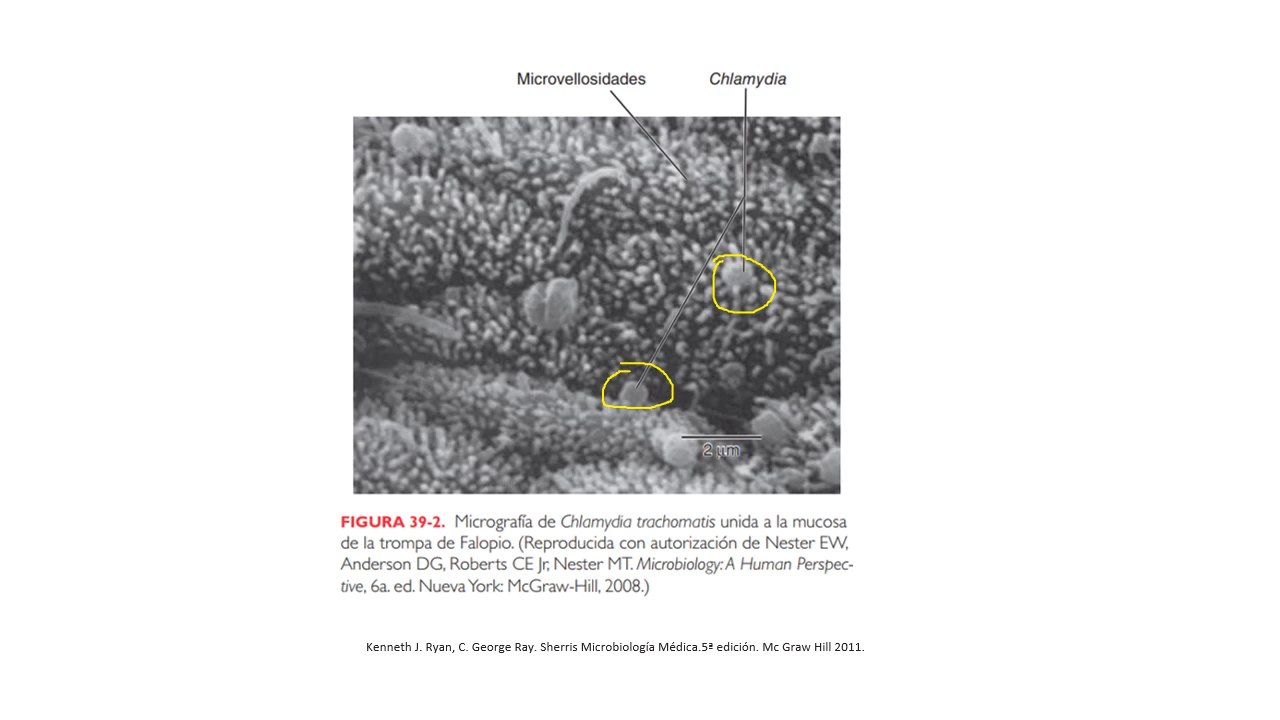 Microvellosidades Chlamydia
2 µm
FIGURA 39-2. Micrografía de Chlamydia trachomatis unida a la mucosa
de la trompa de Falopio. (Reproducida con autorización de Nester EW,
Anderson DG, Roberts CE Jr, Nester MT. Microbiology: A Human Perspec-
tive, 6a. ed. Nueva York: McGraw-Hill, 2008.)
Kenneth J. Ryan, C. George Ray. Sherris Microbiología Médica.5ª edición. Mc Graw Hill 2011.